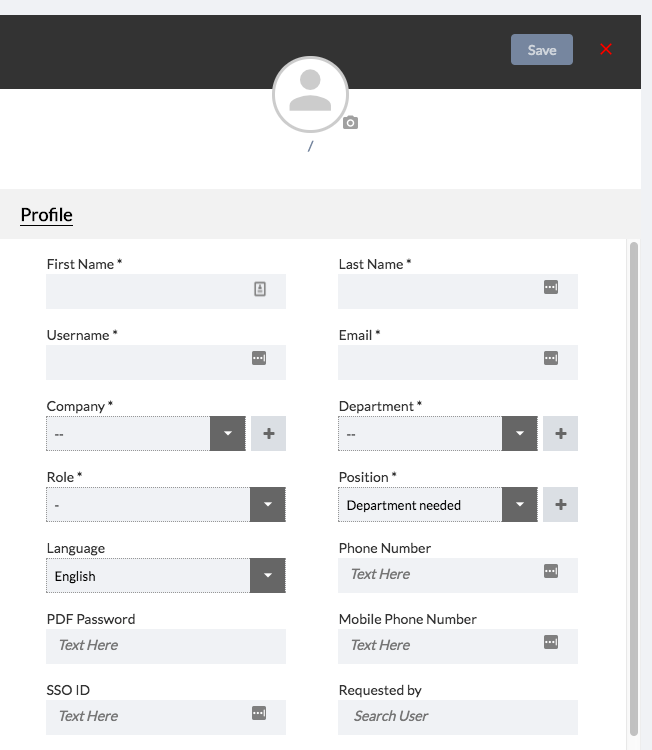 Save
/
Profile
First Name *
Last Name *
Username *
Email *
Company *
Department *
--
--
Role *
Position *
-
Department needed
Language
Phone Number
English
Text Here
PDF Password
Mobile Phone Number
Text Here
Text Here
SSO ID
Requested by
Text Here
Search User